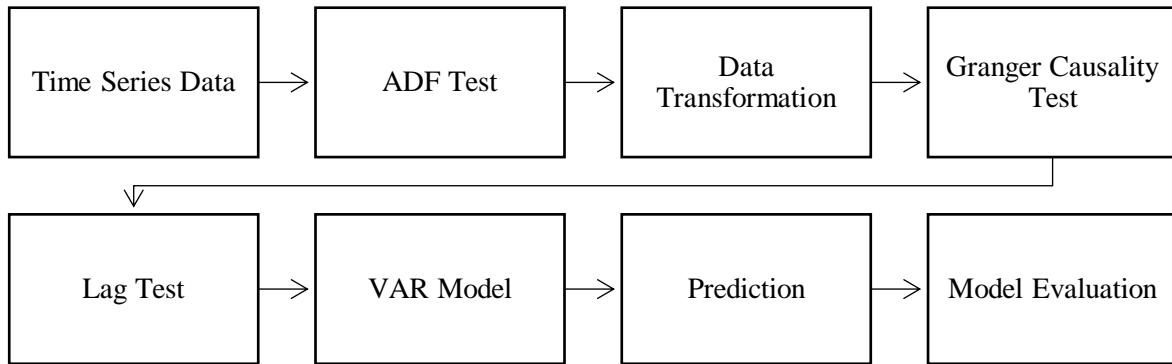 Time Series Data
ADF Test
Data
Transformation
Granger Causality
Test
Lag Test
VAR Model
Prediction
Model Evaluation